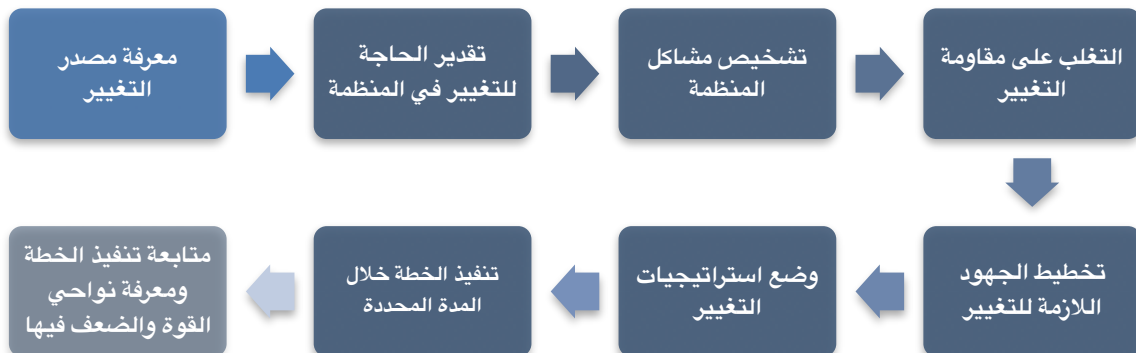 معرفة مصدر
التغيير
تقدير الحاجة
للتغيير في المنظمة
تشخيص مشاكل
المنظمة
التغلب على مقاومة
التغيير
تخطيط الجهود
اللازمة للتغيير
وضع استراتيجيات
التغيير
تنفيذ الخطة خلال
المدة المحددة
متابعة تنفيذ الخطة
ومعرفة نواحي
القوة والضعف فيها